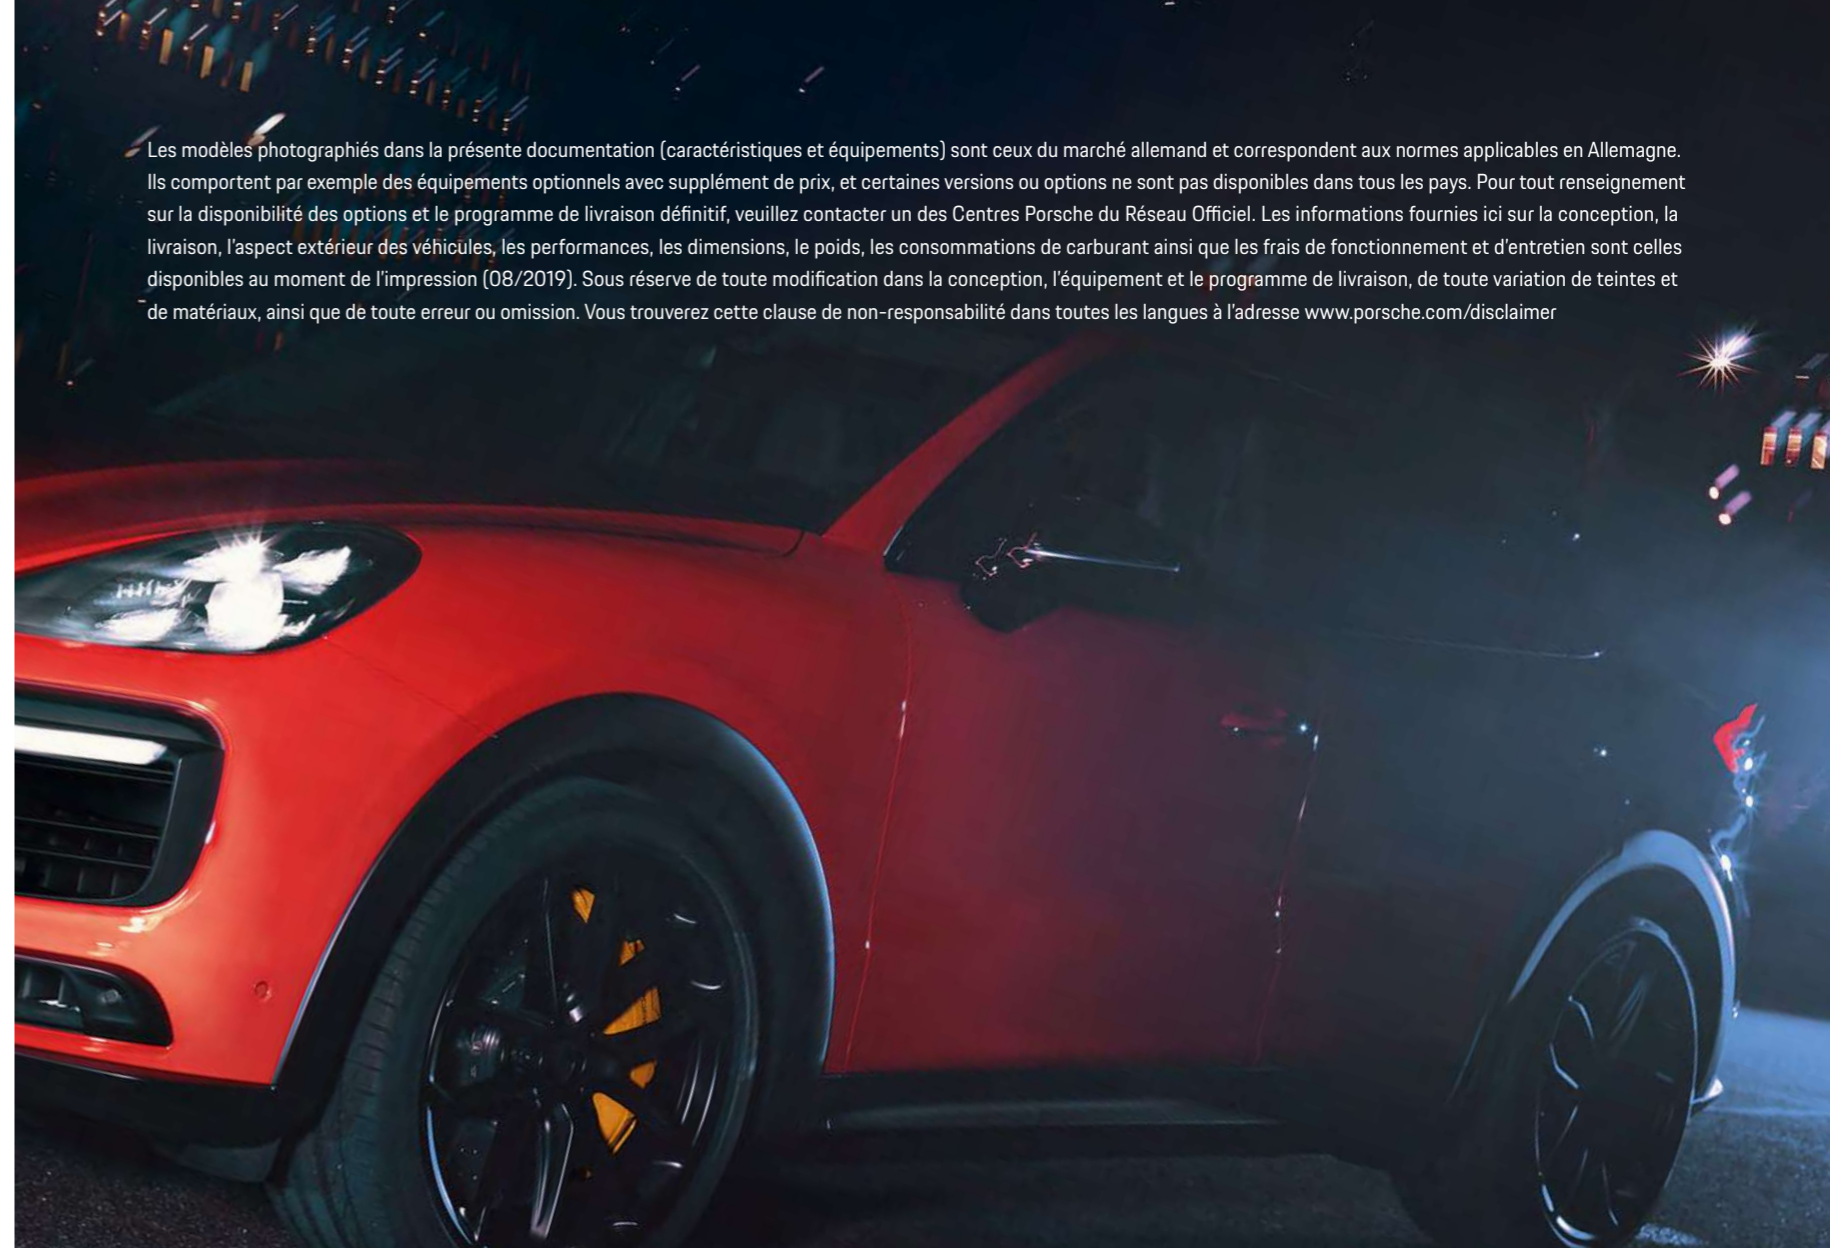 Les modèles photographiés dans la présente documentation (caractéristiques et équipements) sont ceux du marché allemand et correspondent aux normes applicables en Allemagne.
Ils comportent par exemple des équipements optionnels avec supplément de prix, et certaines versions ou options ne sont pas disponibles dans tous les pays. Pour tout renseignement
sur la disponibilité des options et le programme de livraison définitif, veuillez contacter un des Centres Porsche du Réseau Officiel. Les informations fournies ici sur la conception, la
livraison, l'aspect extérieur des véhicules, les performances, les dimensions, le poids, les consommations de carburant ainsi que les frais de fonctionnement et d'entretien sont celles
disponibles au moment de l'impression (08/2019). Sous réserve de toute modification dans la conception, l'équipement et le programme de livraison, de toute variation de teintes et
de matériaux, ainsi que de toute erreur ou omission. Vous trouverez cette clause de non-responsabilité dans toutes les langues à l'adresse www.porsche.com/disclaimer